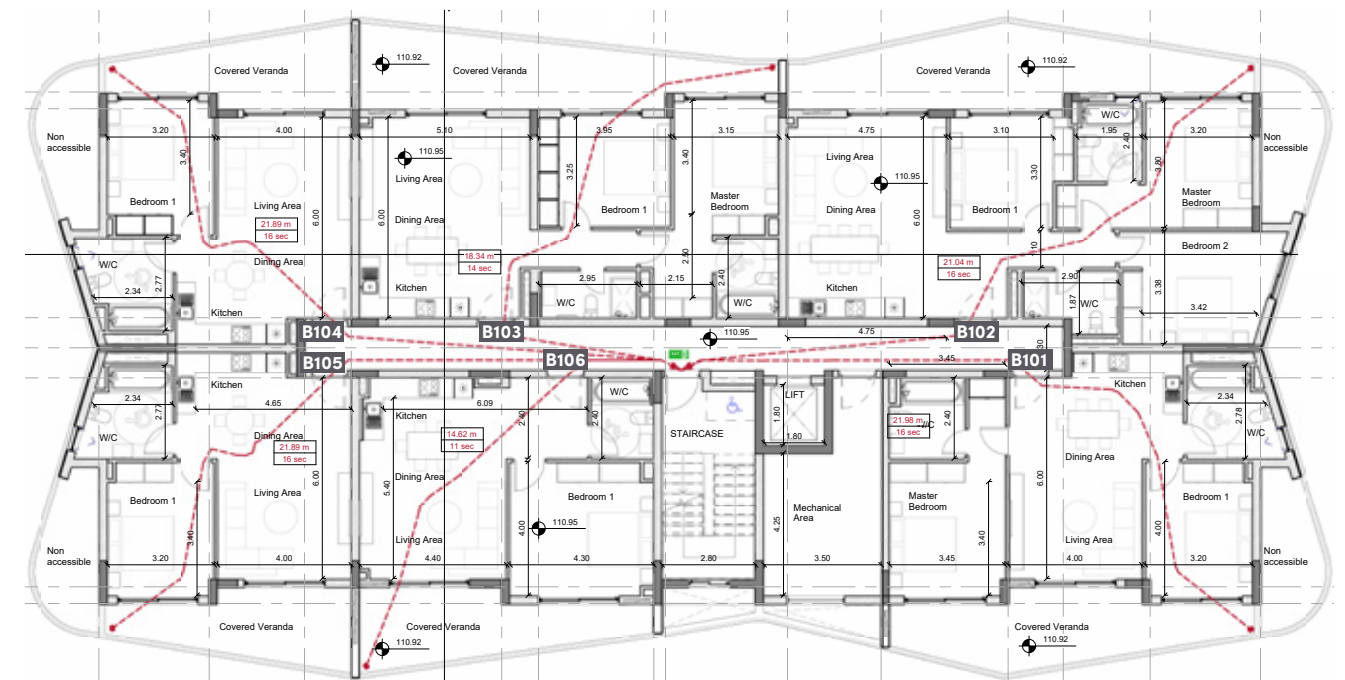 110.92
110.92
Covered Veranda
Covered Veranda
Covered Veranda
W/C
Non
accessible
3.20
4.00
5.10
3.95
3.15
4.75
3.10
1.95
3.20
Non
accessible
3.40
110.95
Living Area
3.25
3.40
Living Area
110.95
3.30
2.40
3.80
Bedroom 1
Living Area
21.89 m
16 sec
6.00
6.00
Dining Area
Bedroom 1
Master
Bedroom
Dining Area
6.00
Bedroom 1
Master
Bedroom
Bedroom 2
W/C
Dining Area
18.34 m
14 sec
2.50
21.04 m
16 sec
2.77
2.34
Kitchen
2.95
2.15
2.40
Kitchen
2.90
3.38
W/C
W/C
1.87
W/C
3.42
Kitchen
B104
B103
110.95
4.75
B102
B105
B106
3.45
B101
Kitchen
2.34
2.77
4.65
Kitchen
6.09
2.40
W/C
2.40
LIFT
1.80
1.80
2.40
Kitchen
2.34
2.78
W/C
Dining Area
21.89 m
16 sec
14.62 m
11 sec
STAIRCASE
21.98 m
16 sec
W/C
Dining Area
W/C
Bedroom 1
Living Area
6.00
Dining Area
5.40
Bedroom 1
4.00
110.95
4.25
Mechanical
Area
Master
Bedroom
3.40
6.00
4.00
Bedroom 1
Non
accessible
3.40
Living Area
Living Area
Non
accessible
3.20
4.00
4.40
4.30
2.80
3.50
3.45
4.00
3.20
Covered Veranda
Covered Veranda
Covered Veranda
110.92
110.92